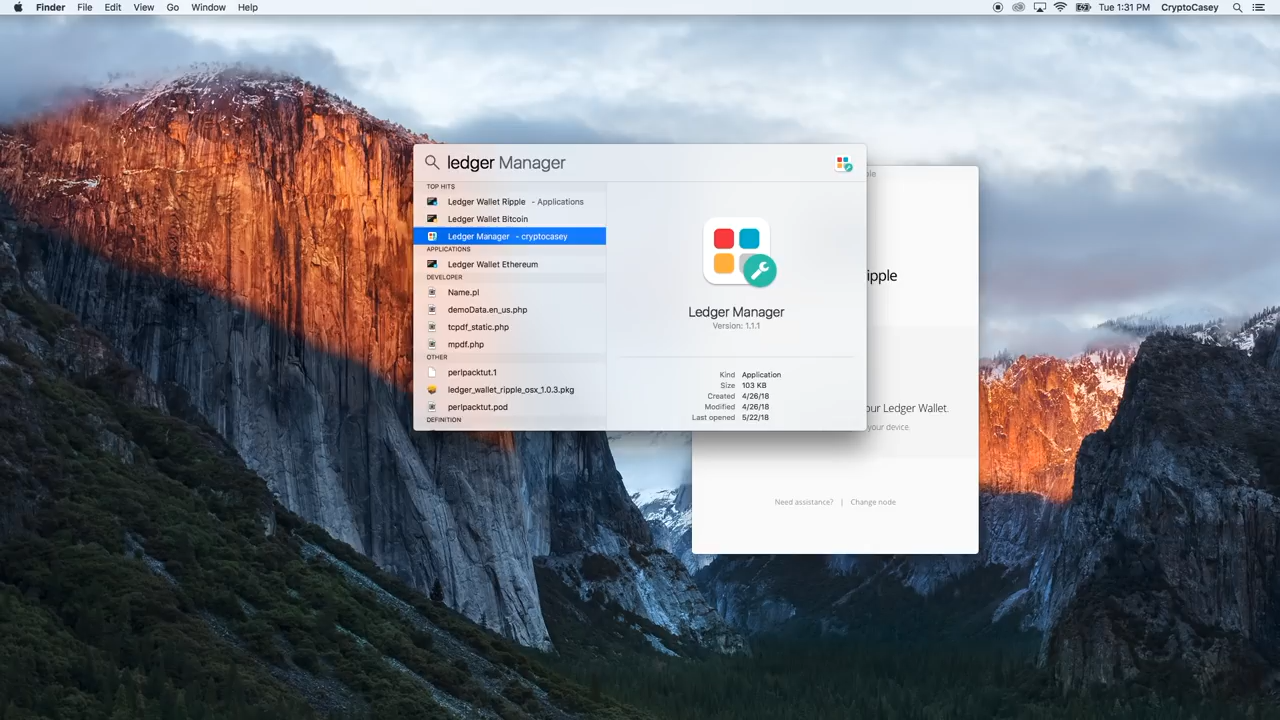 Finder File Edit View Go Window Help Tue 1:31 PM CryptoCasey
ledger Manager
TOP HITS
Ledger Wallet Ripple - Applications
Ledger Wallet Bitcoin
Ledger Manager - cryptocasey
APPLICATIONS
Ledger Wallet Ethereum
DEVELOPER
Name.pl
demoData.en_us.php
tcpdf_static.php
mpdf.php
OTHER
perlpacktut.1
ledger_wallet_ripple_osx_1.0.3.pkg
perlpacktut.pod
DEFINITION
Ledger Manager
Version: 1.1.1
Kind Application
Size 103 KB
Created 4/26/18
Modified 4/26/18
Last opened 5/22/18
ple
ipple
our Ledger Wallet.
your device.
Need assistance? | Change node